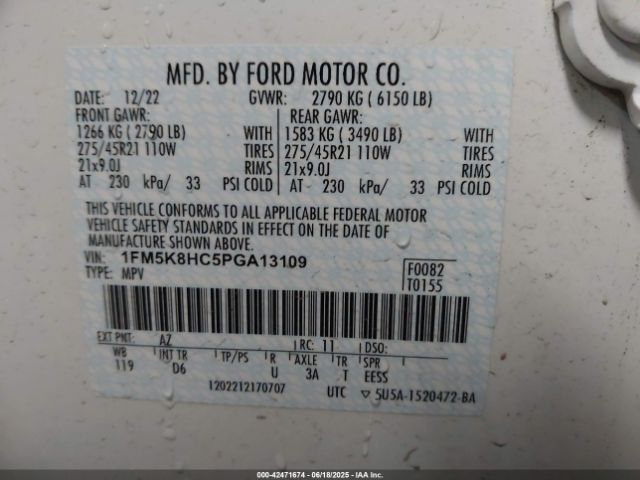 MFD. BY FORD MOTOR CO.
DATE: 12/22 GVWR: 2790 KG ( 6150 LB)
FRONT GAWR: REAR GAWR:
1266 KG ( 2790 LB) WITH 1583 KG ( 3490 LB) WITH
275/45R21 110W TIRES 275/45R21 110W TIRES
21x9.0J RIMS 21x9.0J RIMS
AT 230 kPa/ 33 PSI COLD AT 230 kPa/ 33 PSI COLD
THIS VEHICLE CONFORMS TO ALL APPLICABLE FEDERAL MOTOR
VEHICLE SAFETY STANDARDS IN EFFECT ON THE DATE OF
MANUFACTURE SHOWN ABOVE.
VIN: 1FM5K8HC5PGA13109 F0082
TYPE: MPV T0155
EXT PNT: AZ RC: 11 DSO:
WB INT TR TP/PS R AXLE TR SPR
119 D6 U 3A T EESS
1202212170707 UTC ▽ 5U5A-1520472-BA
000-42471674 - 06/18/2025 - IAAI.COM